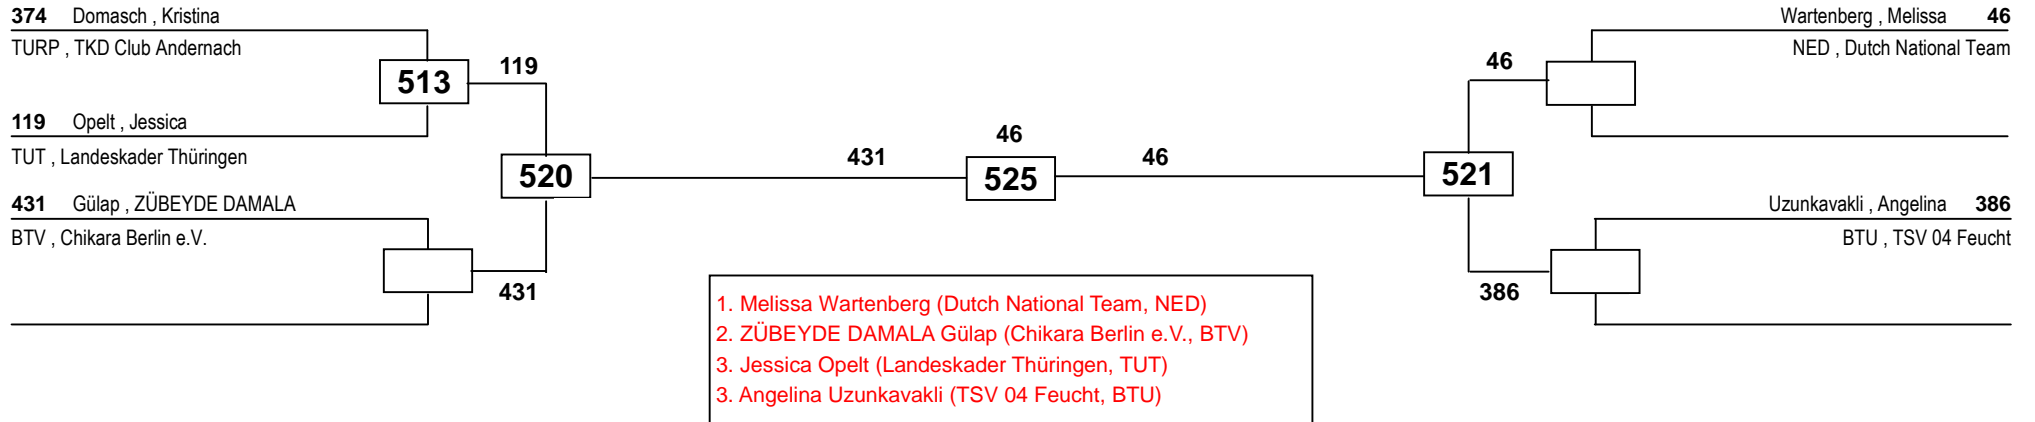 374 Domasch , Kristina
TURP , TKD Club Andernach
513
119
119 Opelt , Jessica
TUT , Landeskader Thüringen
520
431 Gülap , ZÜBEYDE DAMALA
BTV , Chikara Berlin e.V.
431
431
46
525
46
Wartenberg , Melissa 46
NED , Dutch National Team
46
521
Uzunkavakli , Angelina 386
BTU , TSV 04 Feucht
386
1. Melissa Wartenberg (Dutch National Team, NED)
2. ZÜBEYDE DAMALA Gülap (Chikara Berlin e.V., BTV)
3. Jessica Opelt (Landeskader Thüringen, TUT)
3. Angelina Uzunkavakli (TSV 04 Feucht, BTU)